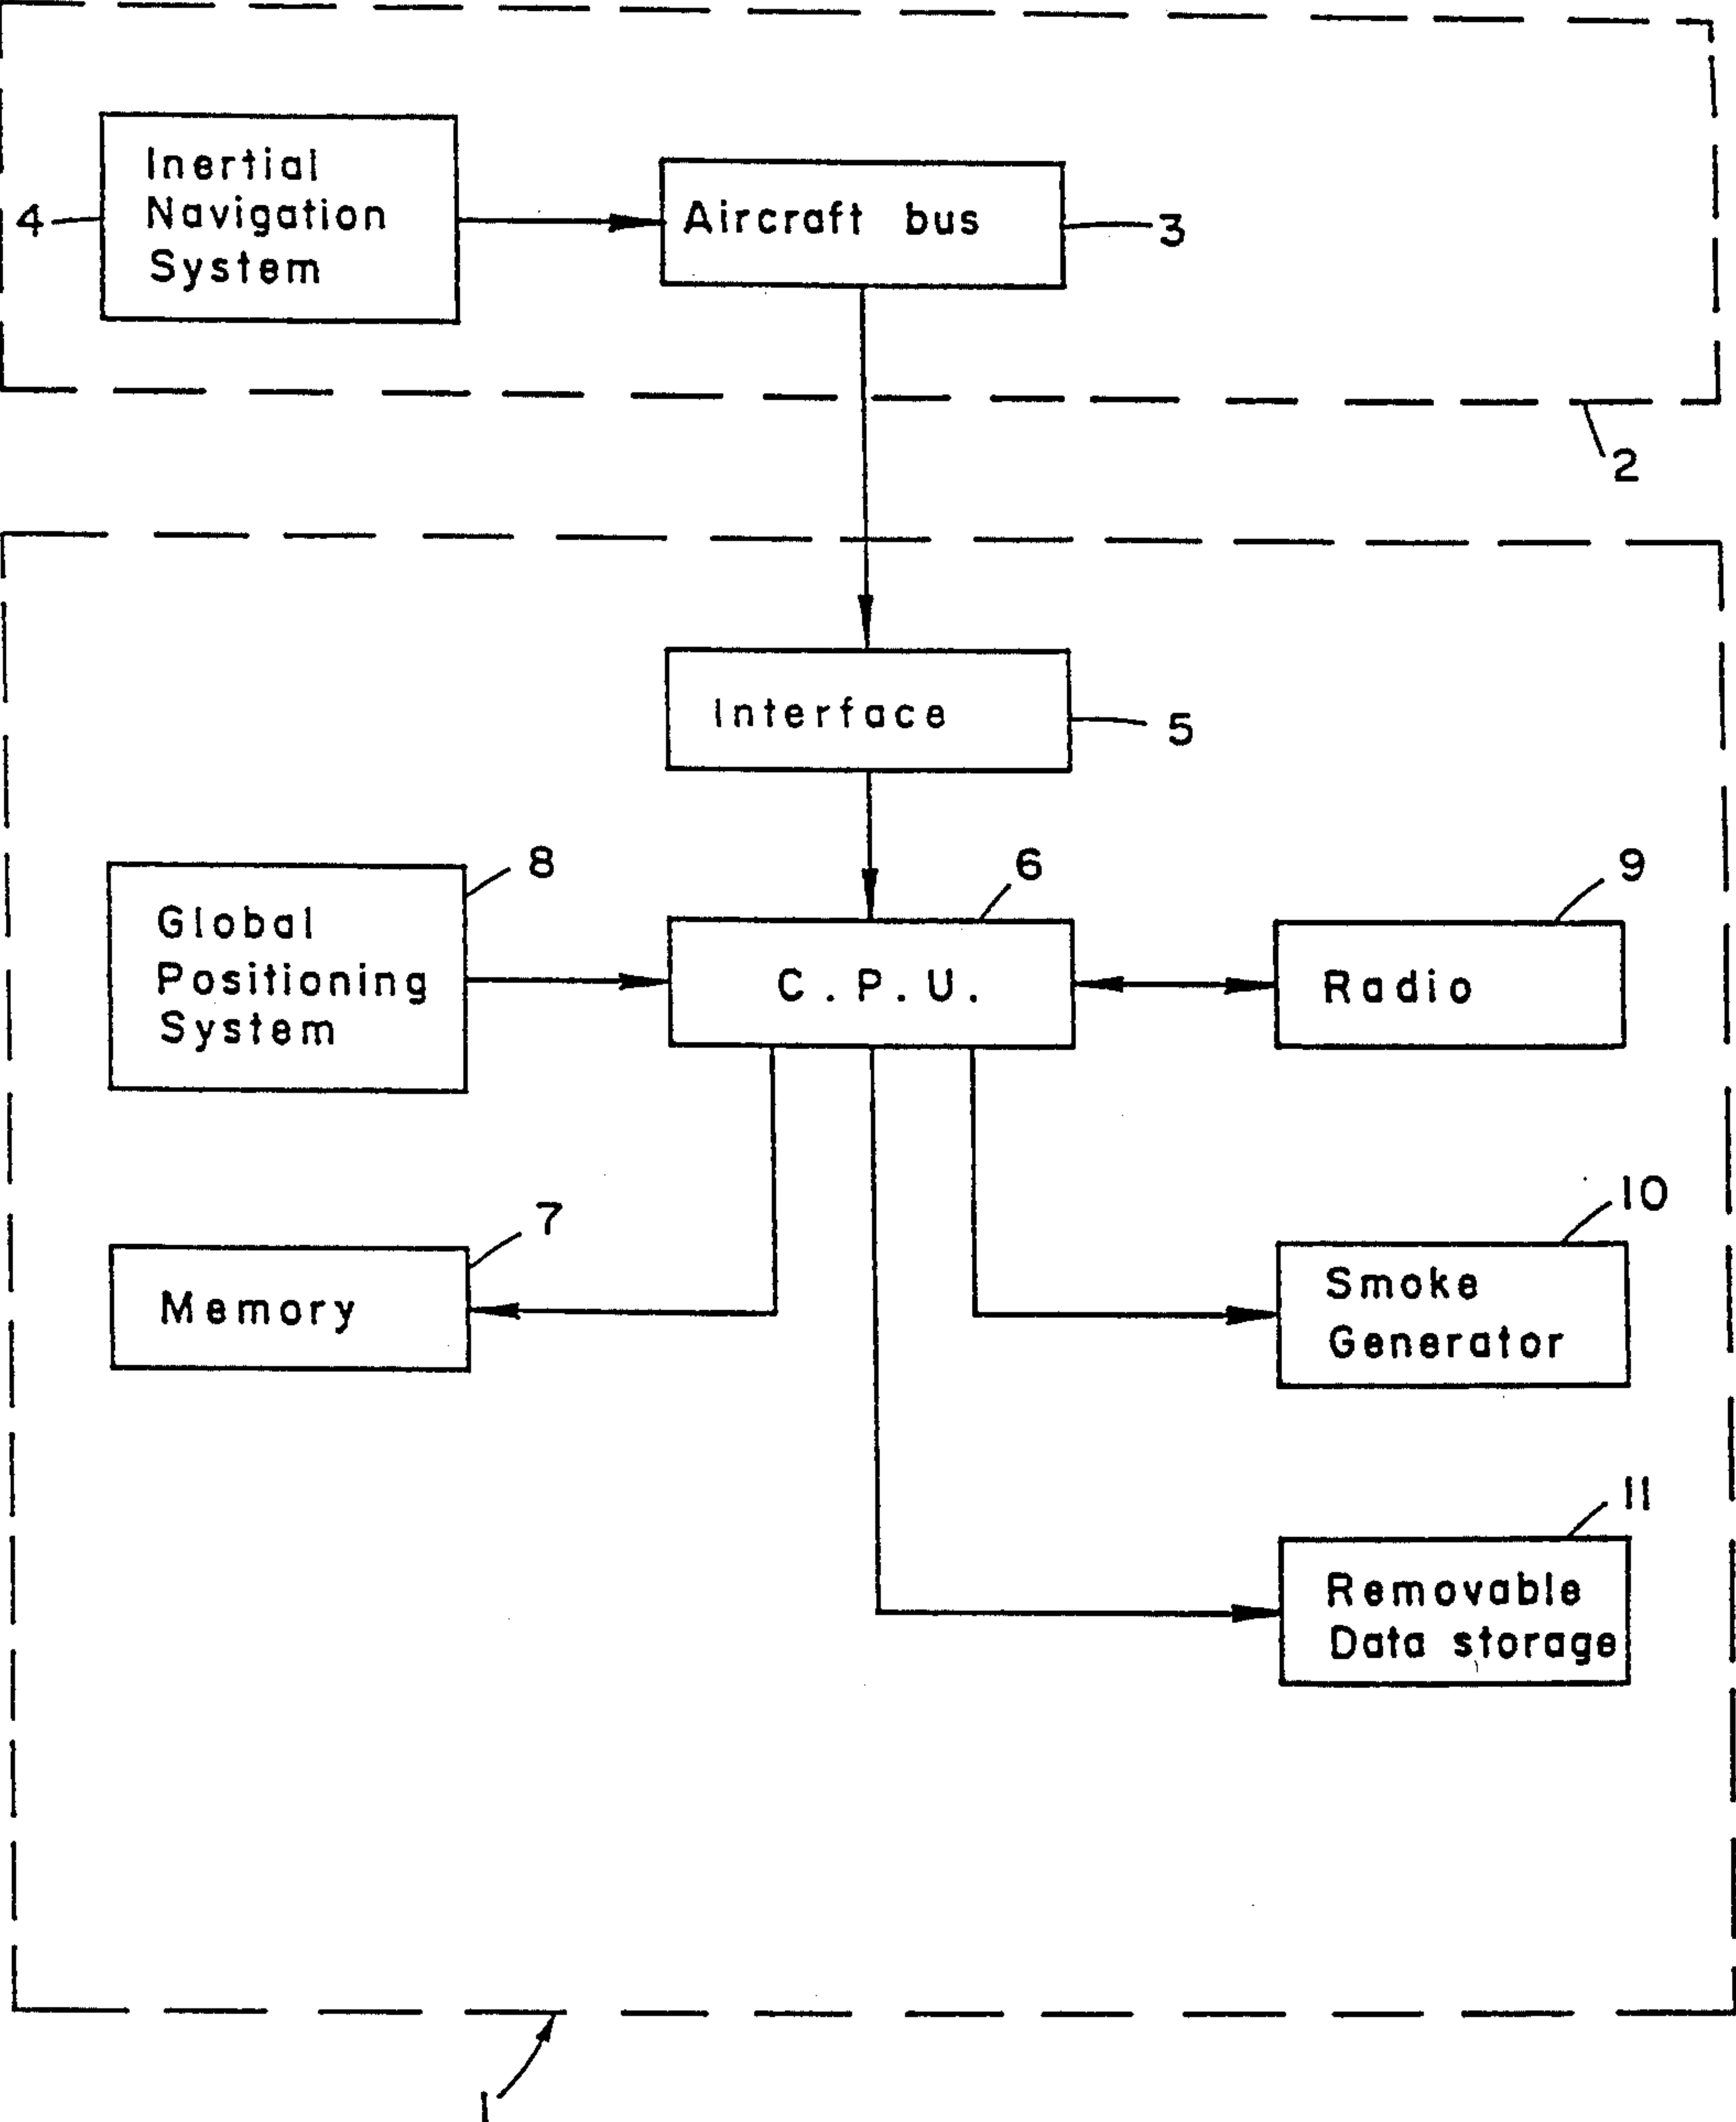 Inertial
Navigation
System
4
Aircraft bus
3
2
Interface
5
8
Global
Positioning
System
6
C.P.U.
9
Radio
7
Memory
10
Smoke
Generator
11
Removable
Data storage
1